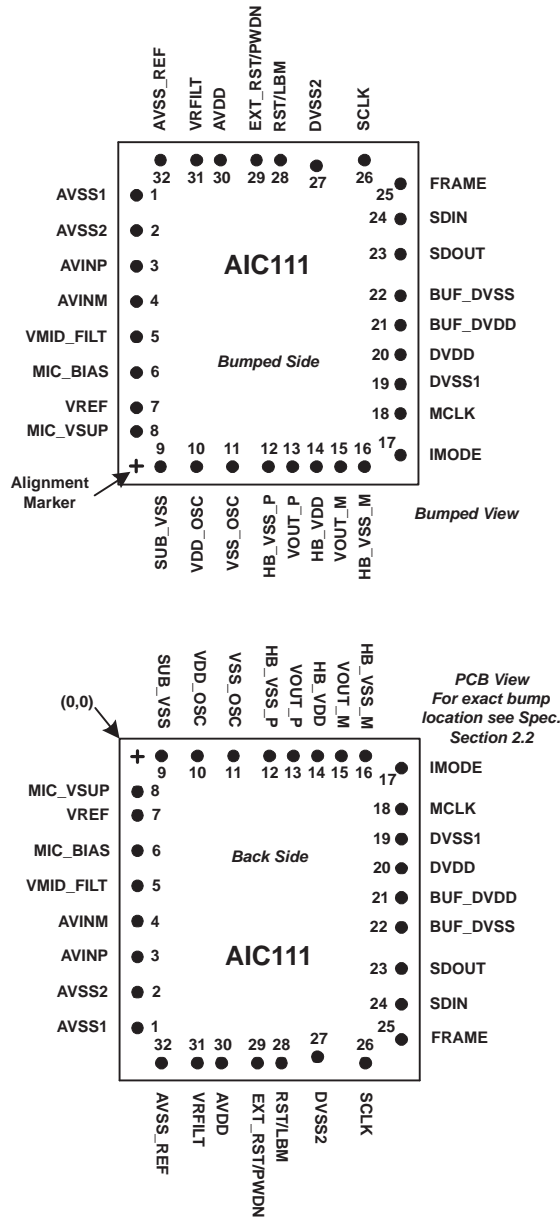 AVSS_REF
VRFILT
AVDD
EXT_RST/PWDN
RST/LBM
DVSS2
SCLK
32
31
30
29
28
27
26
AVSS1
1
AVSS2
2
AVINP
3
AVINM
4
VMID_FILT
5
MIC_BIAS
6
VREF
7
MIC_VSUP
8
AIC111
Bumped Side
25
FRAME
24
SDIN
23
SDOUT
22
BUF_DVSS
21
BUF_DVDD
20
DVDD
19
DVSS1
18
MCLK
17
IMODE
9
10
11
12
13
14
15
16
Alignment
Marker
SUB_VSS
VDD_OSC
VSS_OSC
HB_VSS_P
VOUT_P
HB_VDD
VOUT_M
HB_VSS_M
Bumped View
SUB_VSS
VDD_OSC
VSS_OSC
HB_VSS_P
VOUT_P
HB_VDD
VOUT_M
HB_VSS_M
PCB View
For exact bump
location see Spec.
Section 2.2
(0,0)
9
10
11
12
13
14
15
16
MIC_VSUP
8
VREF
7
MIC_BIAS
6
VMID_FILT
5
AVINM
4
AVINP
3
AVSS2
2
AVSS1
1
Back Side
AIC111
17
IMODE
18
MCLK
19
DVSS1
20
DVDD
21
BUF_DVDD
22
BUF_DVSS
23
SDOUT
24
SDIN
25
FRAME
32
31
30
29
28
27
26
AVSS_REF
VRFILT
AVDD
EXT_RST/PWDN
RST/LBM
DVSS2
SCLK